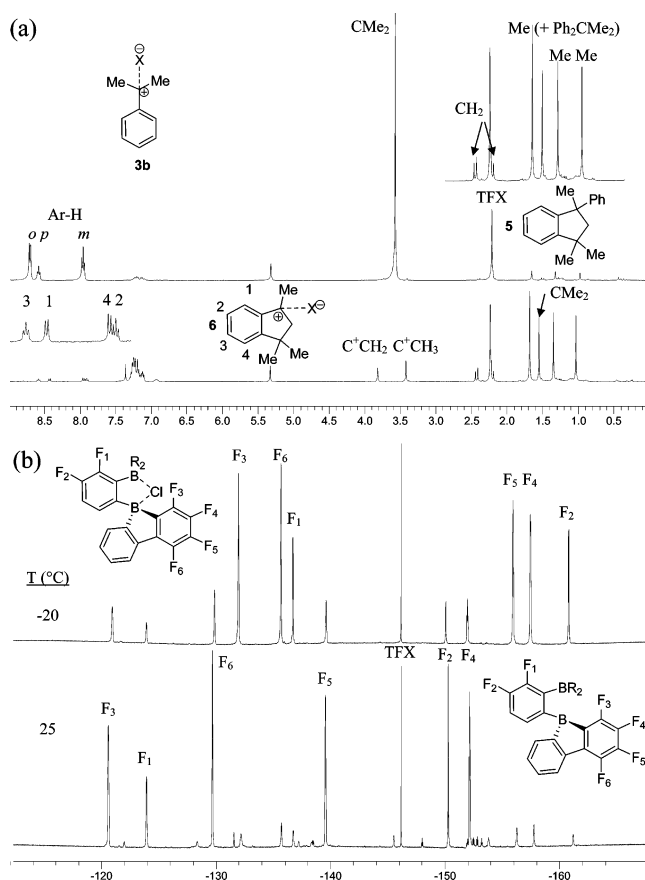 (a)
CMe2
Me (+ Ph2CMe2)
Me Me
X⊖
Me Me
⊕
3b
CH2
TFX
Me Ph
5
Me Me
Ar-H
o p m
3 1 4 2
1
Me
2
⊕
X⊖
6
3
4
Me Me
C+CH2 C+CH3
CMe2
8.5 8.0 7.5 7.0 6.5 6.0 5.5 5.0 4.5 4.0 3.5 3.0 2.5 2.0 1.5 1.0 0.5 0.0
(b)
F1 R2
F2 B
Cl
B F3
F4
F5
F6
F3 F6 F1 F5 F4 F2
T (°C)
-20
F3 F1 F6 F5 TFX F2 F4
25
F1
F2 BR2
B F3
F4
F5
F6
-120 -130 -140 -150 -160